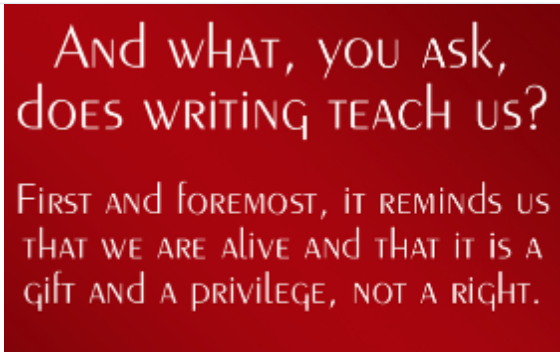 And what, you ask,
does writing teach us?
First and foremost, it reminds us
that we are alive and that it is a
gift and a privilege, not a right.